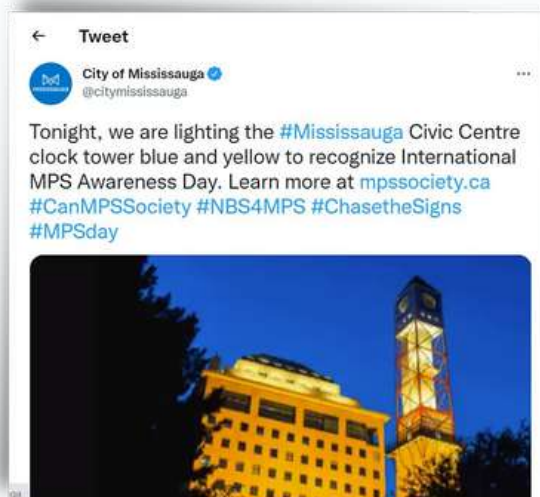 ← Tweet
City of Mississauga
@citymississauga
...
Tonight, we are lighting the #Mississauga Civic Centre
clock tower blue and yellow to recognize International
MPS Awareness Day. Learn more at mpssociety.ca
#CanMPSSociety #NBS4MPS #ChasetheSigns
#MPSday